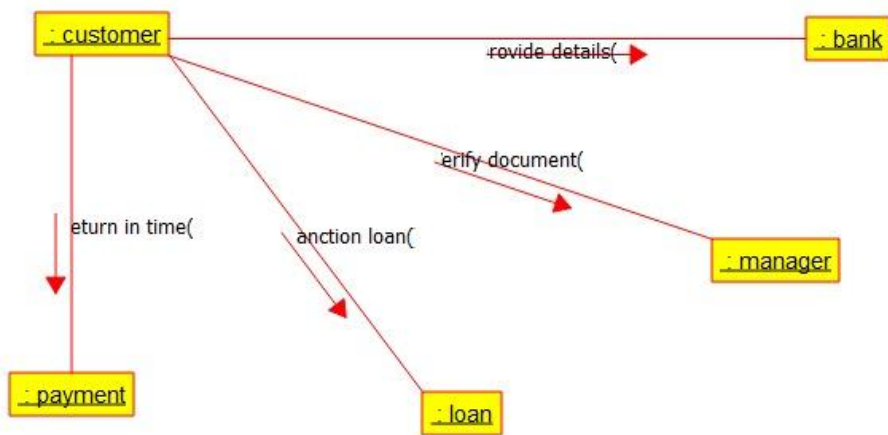 : customer
: bank
rovide details(
erify document(
eturn in time(
anction loan(
: manager
: payment
: loan